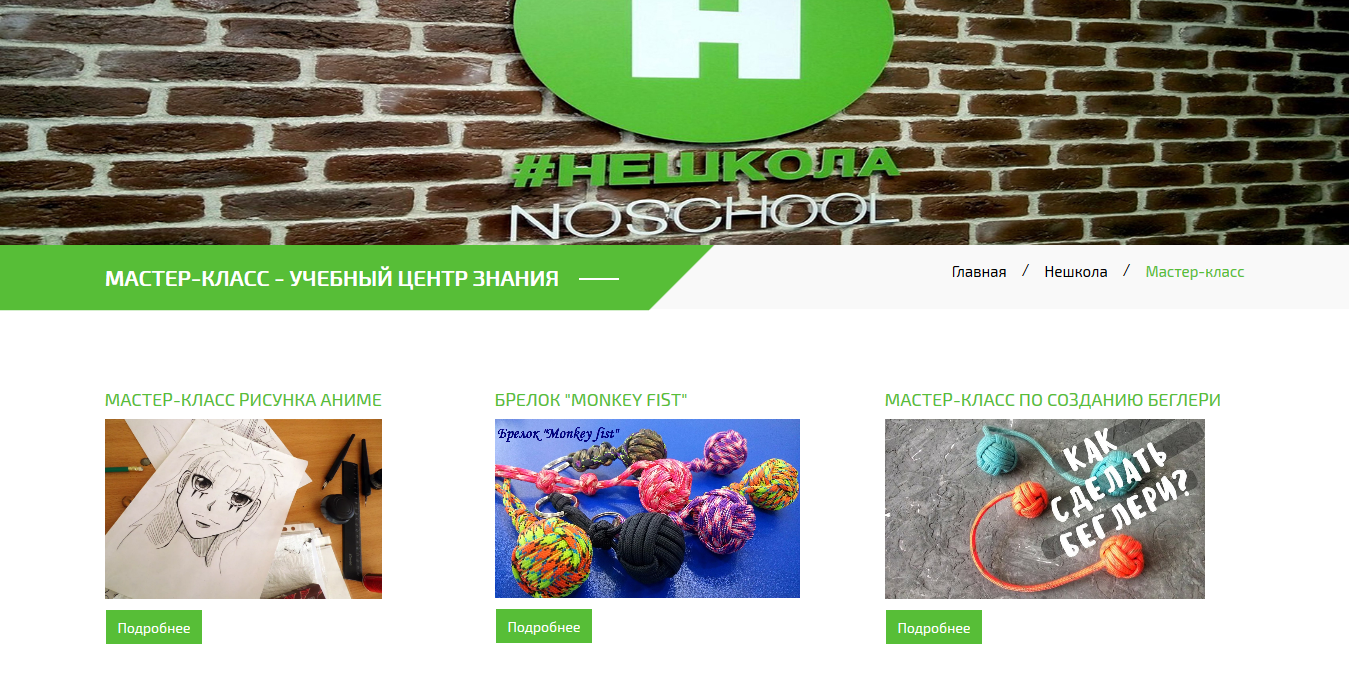 Н
#НЕШКОЛА
NOSCHOOL
МАСТЕР-КЛАСС - УЧЕБНЫЙ ЦЕНТР ЗНАНИЯ
Главная / Нешкола / Мастер-класс
МАСТЕР-КЛАСС РИСУНКА АНИМЕ
БРЕЛОК "MONKEY FIST"
МАСТЕР-КЛАСС ПО СОЗДАНИЮ БЕГЛЕРИ
Брелок "Monkey fist"
КАК
СДЕЛАТЬ
БЕГЛЕРИ?
Подробнее
Подробнее
Подробнее